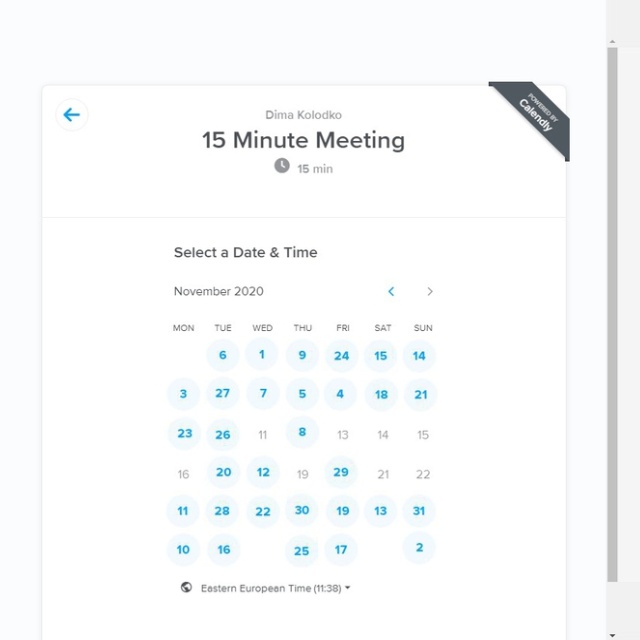 Dima Kolodko
15 Minute Meeting
15 min
POWERED BY
Calendly
Select a Date & Time
November 2020
MON TUE WED THU FRI SAT SUN
6 1 9 24 15 14
3 27 7 5 4 18 21
23 26 11 8 13 14 15
16 20 12 19 29 21 22
11 28 22 30 19 13 31
10 16 25 17 2
Eastern European Time (11:38)